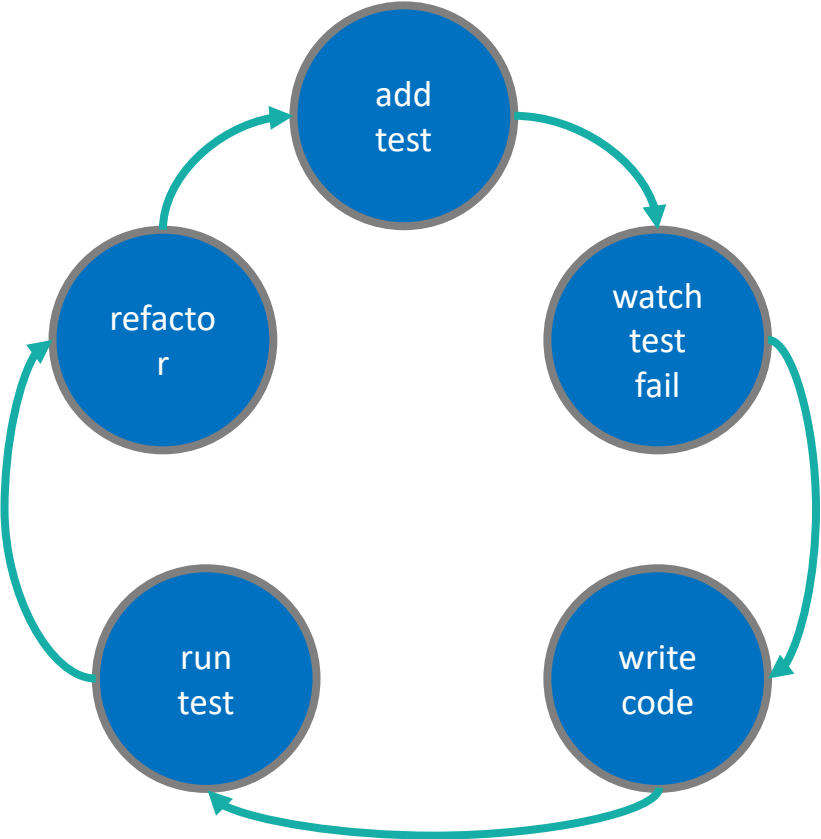 add
test
watch
test
fail
write
code
run
test
refacto
r